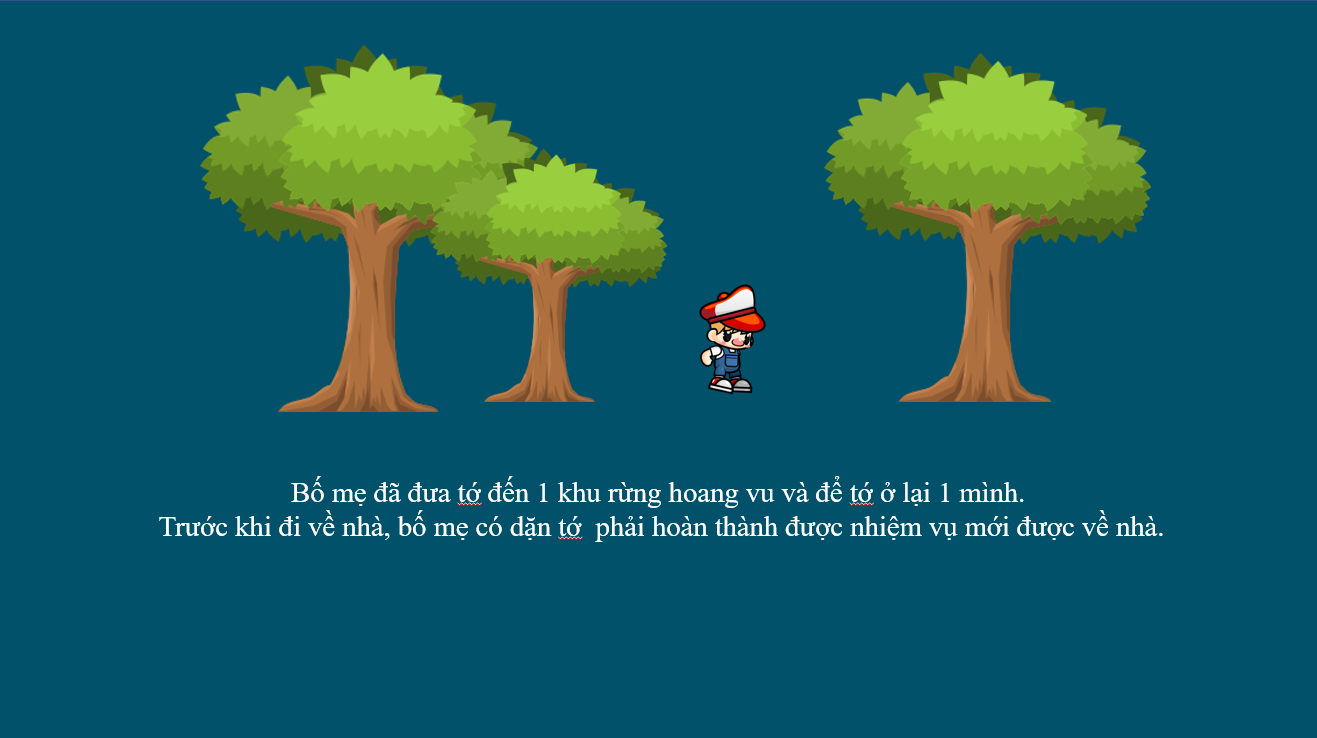 Bố mẹ đã đưa tớ đến 1 khu rừng hoang vu và để tớ ở lại 1 mình.
Trước khi đi về nhà, bố mẹ có dặn tớ  phải hoàn thành được nhiệm vụ mới được về nhà.